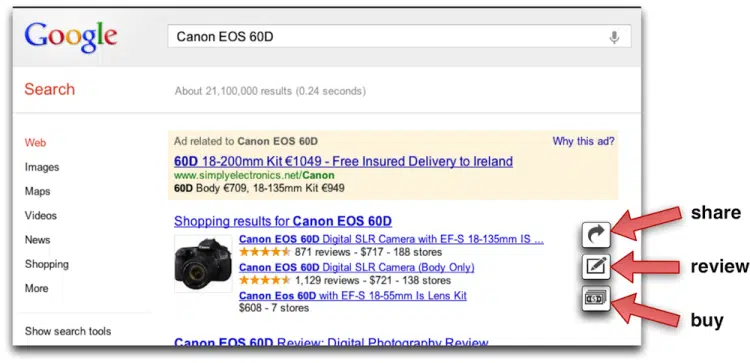 Google
Canon EOS 60D
Search
About 21,100,000 results (0.24 seconds)
Web
Images
Maps
Videos
News
Shopping
More
Show search tools
Ad related to Canon EOS 60D
Why this ad?
60D 18-200mm Kit €1049 - Free Insured Delivery to Ireland
www.simplyelectronics.net/Canon
60D Body €709, 18-135mm Kit €949
Shopping results for Canon EOS 60D
Canon EOS 60D Digital SLR Camera with EF-S 18-135mm IS ...
871 reviews - $717 - 188 stores
Canon EOS 60D Digital SLR Camera (Body Only)
1,129 reviews - $721 - 138 stores
Canon Eos 60D with EF-S 18-55mm Is Lens Kit
$608 - 7 stores
Canon EOS 60D Review: Digital Photography Review
share
review
buy